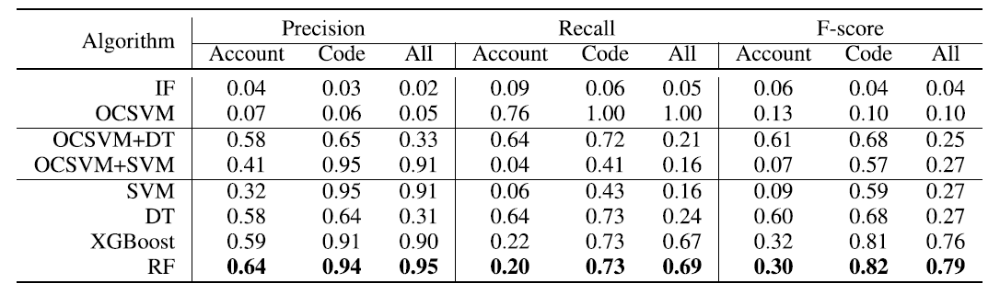 Algorithm Precision Recall F-score
Account Code All Account Code All Account Code All
IF 0.04 0.03 0.02 0.09 0.06 0.05 0.06 0.04 0.04
OCSVM 0.07 0.06 0.05 0.76 1.00 1.00 0.13 0.10 0.10
OCSVM+DT 0.58 0.65 0.33 0.64 0.72 0.21 0.61 0.68 0.25
OCSVM+SVM 0.41 0.95 0.91 0.04 0.41 0.16 0.07 0.57 0.27
SVM 0.32 0.95 0.91 0.06 0.43 0.16 0.09 0.59 0.27
DT 0.58 0.64 0.31 0.64 0.73 0.24 0.60 0.68 0.27
XGBoost 0.59 0.91 0.90 0.22 0.73 0.67 0.32 0.81 0.76
RF 0.64 0.94 0.95 0.20 0.73 0.69 0.30 0.82 0.79